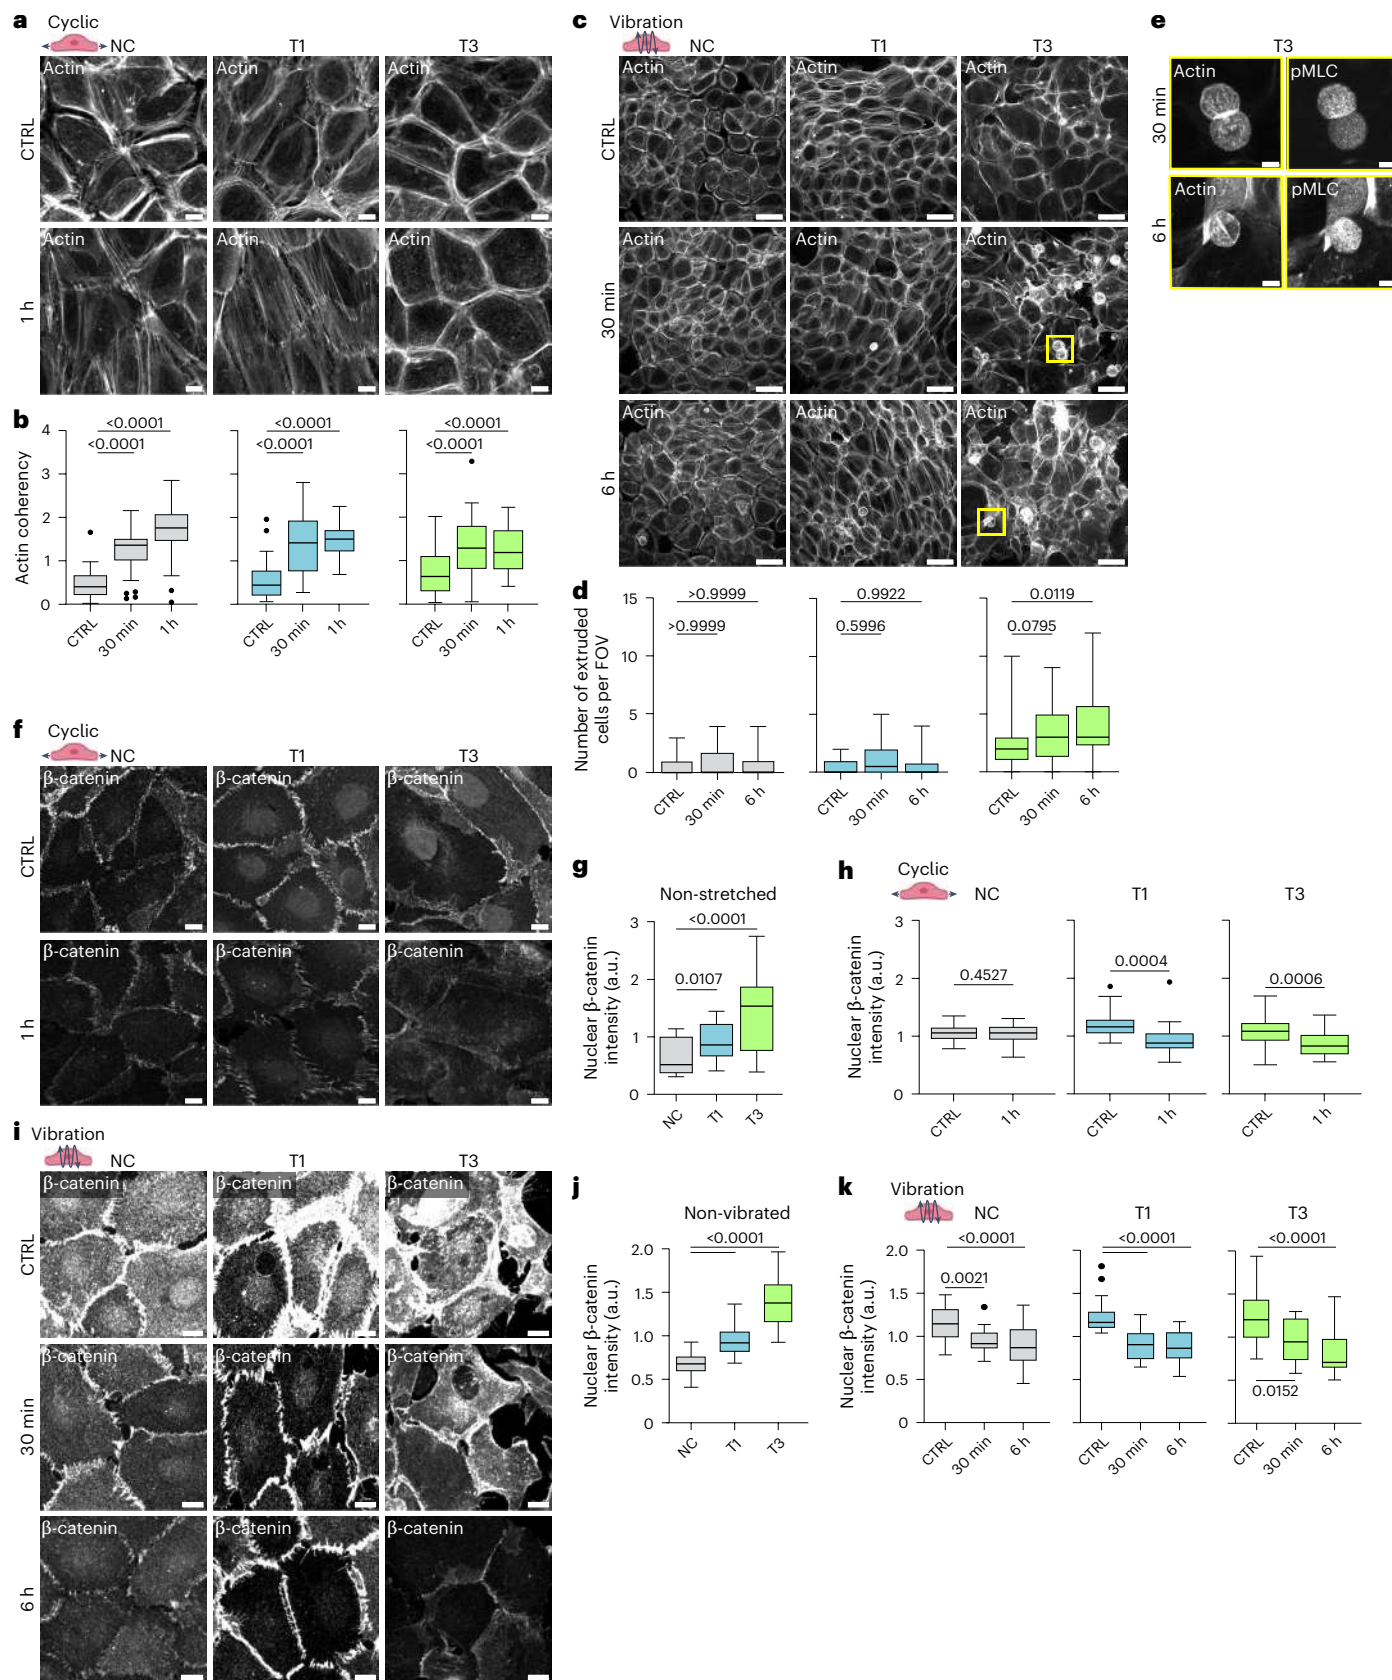 a Cyclic
NC T1 T3
Actin Actin Actin
CTRL
Actin Actin Actin
1 h
b
<0.0001 <0.0001 <0.0001
<0.0001 <0.0001 <0.0001
Actin coherency
4
3
2
1
0
CTRL 30 min 1 h CTRL 30 min 1 h CTRL 30 min 1 h
c Vibration
NC T1 T3
Actin Actin Actin
CTRL
Actin Actin Actin
30 min
Actin Actin Actin
6 h
d
Number of extruded
cells per FOV
15
10
5
0
>0.9999 0.9922 0.0119
>0.9999 0.5996 0.0795
CTRL 30 min 6 h CTRL 30 min 6 h CTRL 30 min 6 h
e
T3
Actin pMLC
30 min
Actin pMLC
6 h
f Cyclic
NC T1 T3
β-catenin β-catenin β-catenin
CTRL
β-catenin β-catenin β-catenin
1 h
g
Non-stretched
<0.0001
0.0107
Nuclear β-catenin
intensity (a.u.)
3
2
1
0
NC T1 T3
h Cyclic
NC T1 T3
Nuclear β-catenin
intensity (a.u.)
3
2
1
0
0.4527 0.0004 0.0006
CTRL 1 h CTRL 1 h CTRL 1 h
i Vibration
NC T1 T3
β-catenin β-catenin β-catenin
CTRL
β-catenin β-catenin β-catenin
30 min
β-catenin β-catenin β-catenin
6 h
j
Non-vibrated
<0.0001
Nuclear β-catenin
intensity (a.u.)
2.0
1.5
1.0
0.5
0
NC T1 T3
k Vibration
NC T1 T3
Nuclear β-catenin
intensity (a.u.)
2.0
1.5
1.0
0.5
0
<0.0001 <0.0001 <0.0001
0.0021
0.0152
CTRL 30 min 6 h CTRL 30 min 6 h CTRL 30 min 6 h